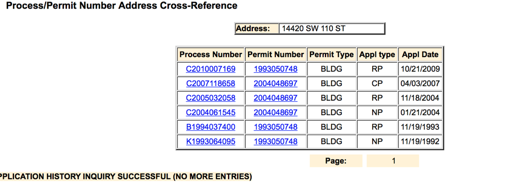 Process/Permit Number Address Cross-Reference
Address: 14420 SW 110 ST
Process Number Permit Number Permit Type Appl type Appl Date
C2010007169 1993050748 BLDG RP 10/21/2009
C2007118658 2004048697 BLDG CP 04/03/2007
C2005032058 2004048697 BLDG RP 11/18/2004
C2004061545 2004048697 BLDG NP 01/21/2004
B1994037400 1993050748 BLDG RP 11/19/1993
K1993064095 1993050748 BLDG NP 11/19/1992
Page: 1
PPLICATION HISTORY INQUIRY SUCCESSFUL (NO MORE ENTRIES)